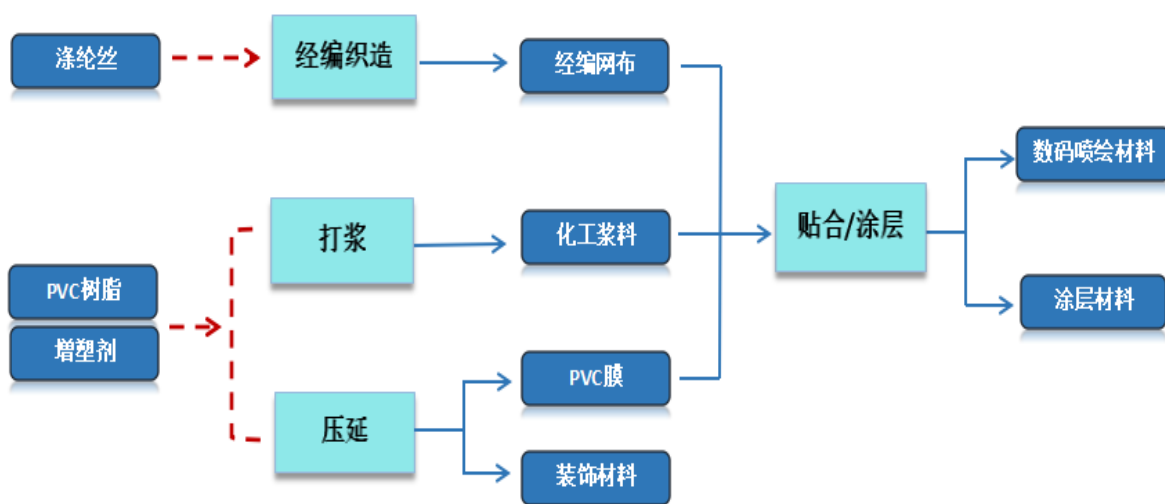 涤纶丝
经编织造
经编网布
数码喷绘材料
打浆
化工浆料
贴合/涂层
PVC树脂
增塑剂
涂层材料
压延
PVC膜
装饰材料